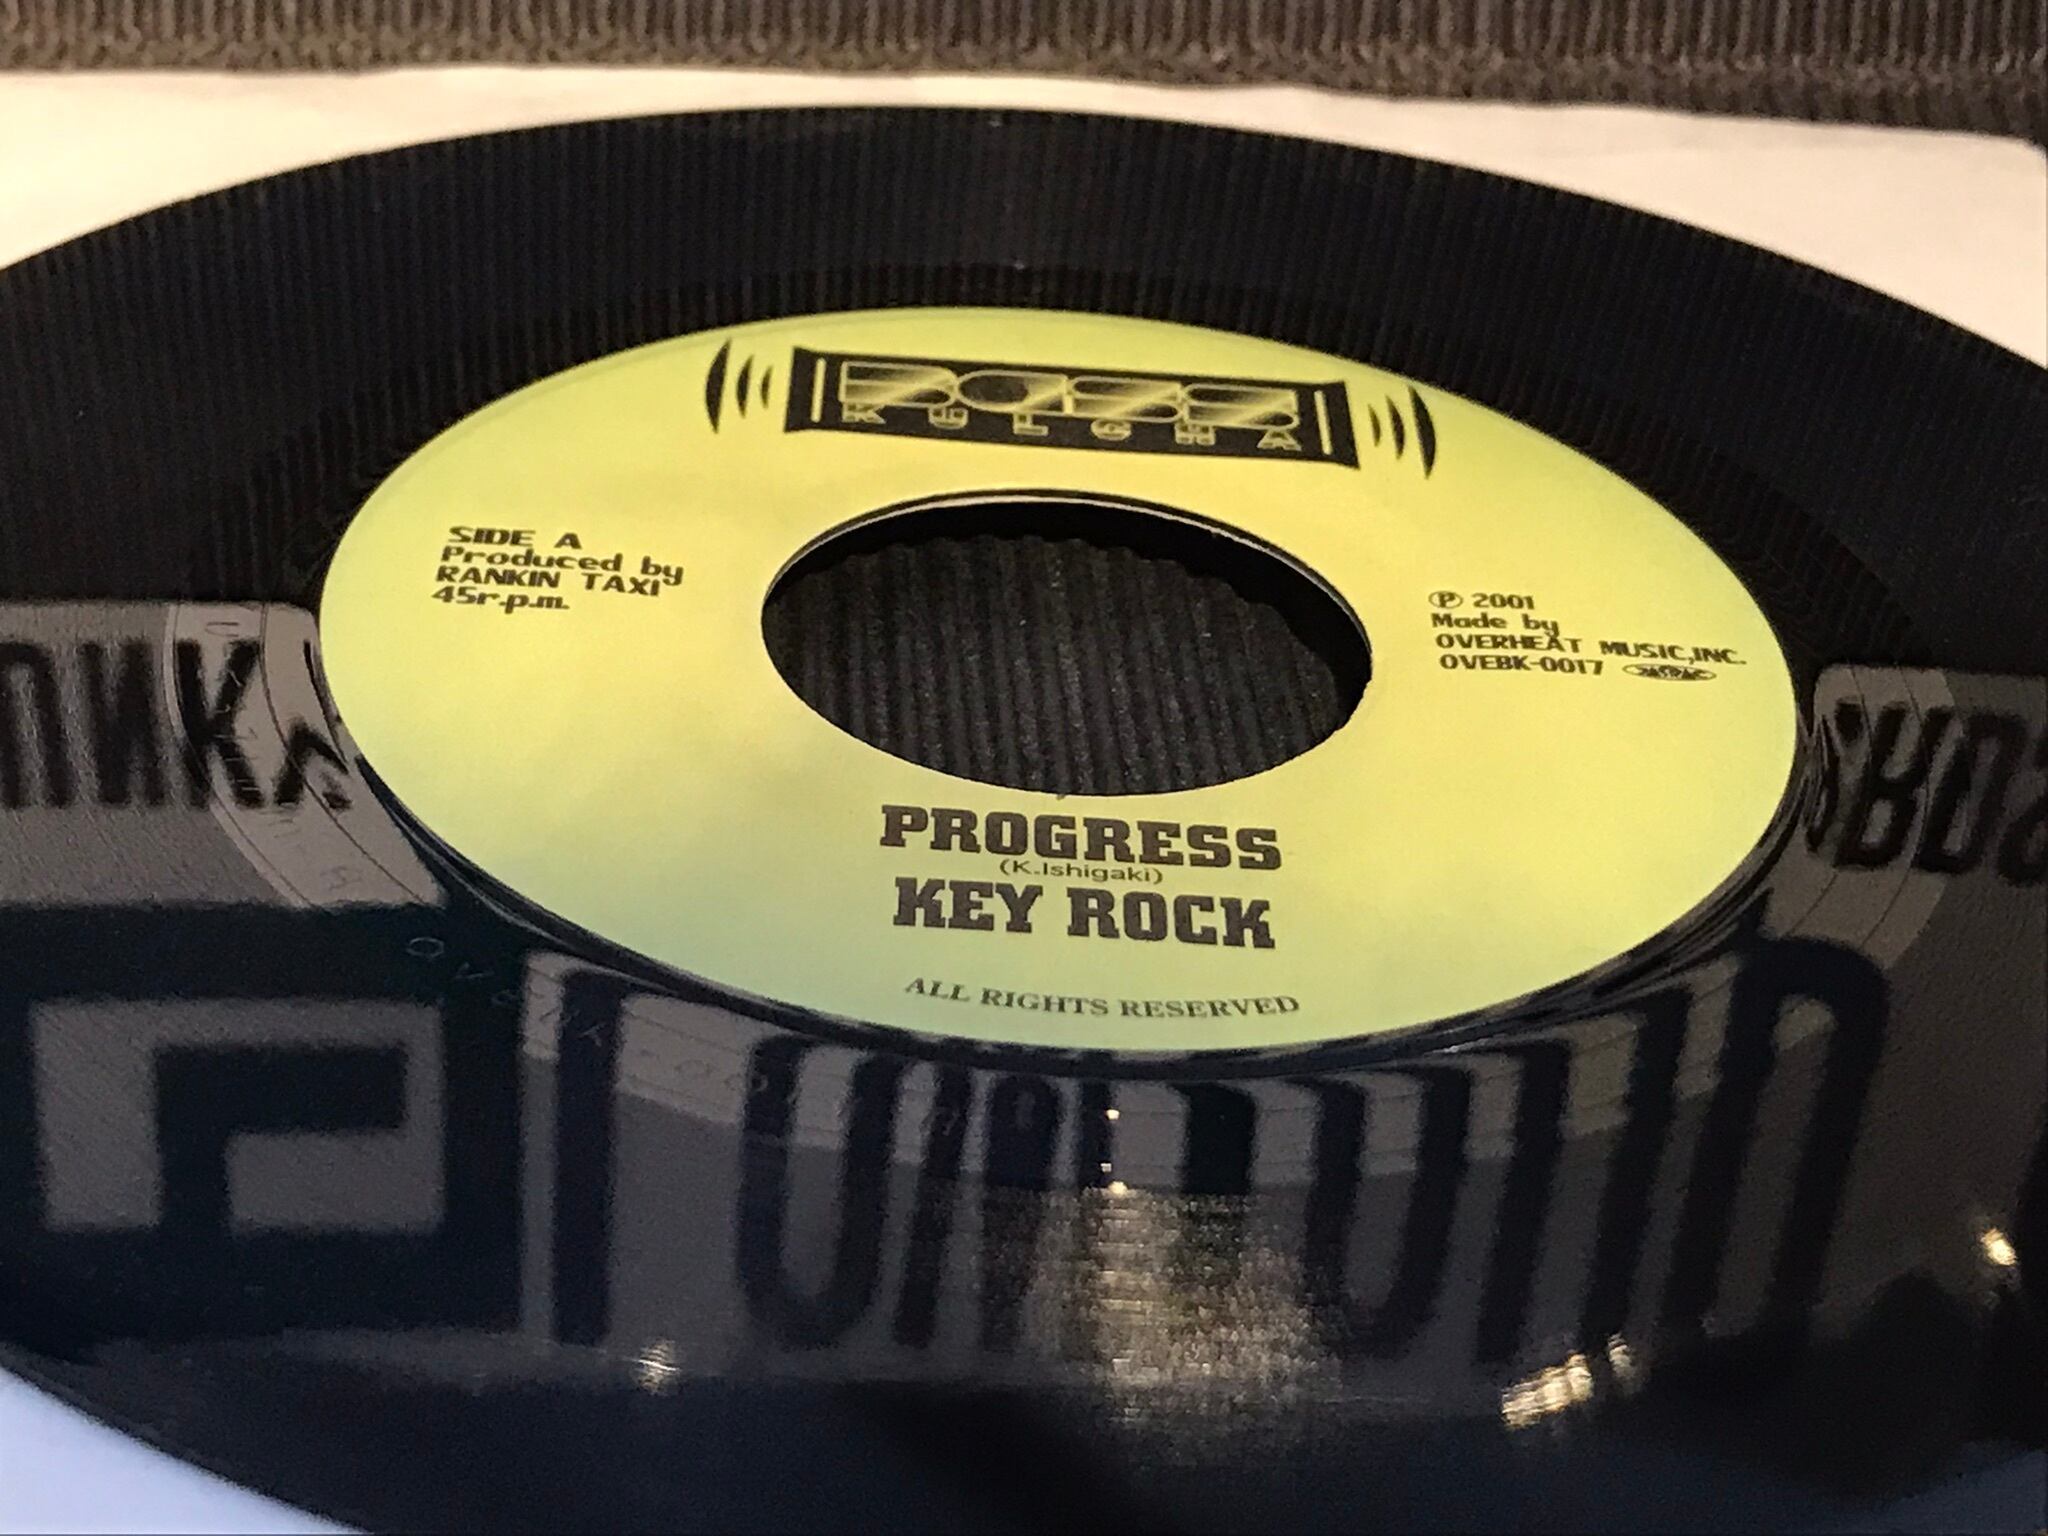 BASS
KULCHA
SIDE A
Produced by
RANKIN TAXI
45r.p.m.
Ⓟ 2001
Made by
OVERHEAT MUSIC,INC.
OVEBK-0017
PROGRESS
(K.Ishigaki)
KEY ROCK
ALL RIGHTS RESERVED